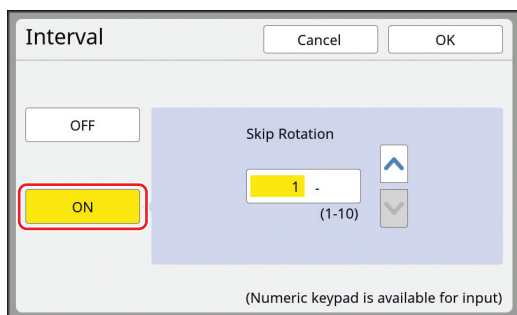 Interval
Cancel
OK
OFF
Skip Rotation
1 -
ON
(1-10)
(Numeric keypad is available for input)